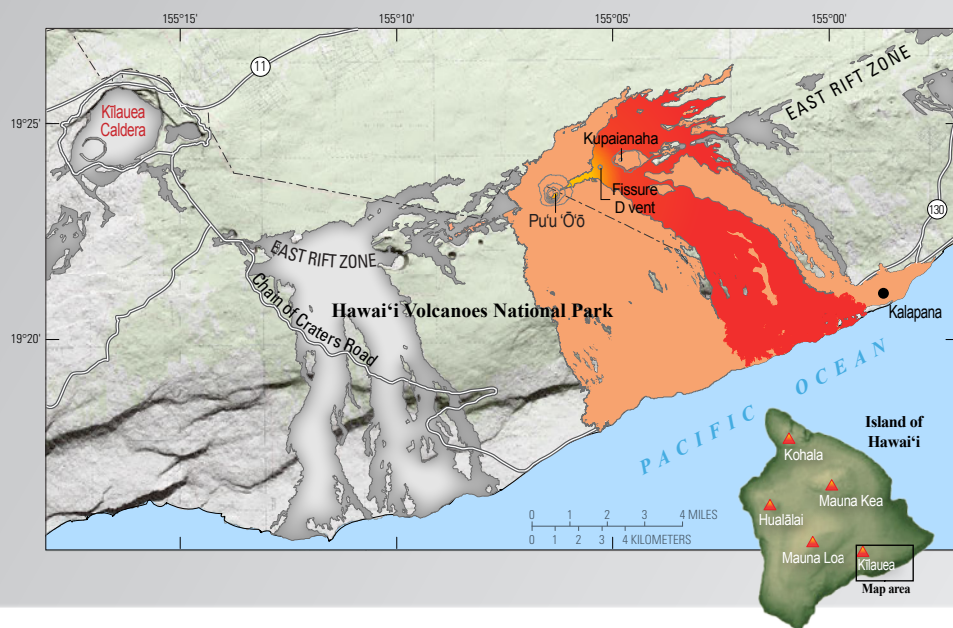 155°15'
155°10'
155°05'
155°00'
11
EAST RIFT ZONE
Kīlauea
Caldera
19°25'
Kupaianaha
Fissure
D vent
Pu‘u ‘Ō‘ō
130
EAST RIFT ZONE
Chain of Craters Road
Hawai‘i Volcanoes National Park
Kalapana
19°20'
PACIFIC OCEAN
Island of
Hawai‘i
Kohala
Mauna Kea
Hualālai
Mauna Loa
Kīlauea
Map area
0 1 2 3 4 MILES
0 1 2 3 4 KILOMETERS